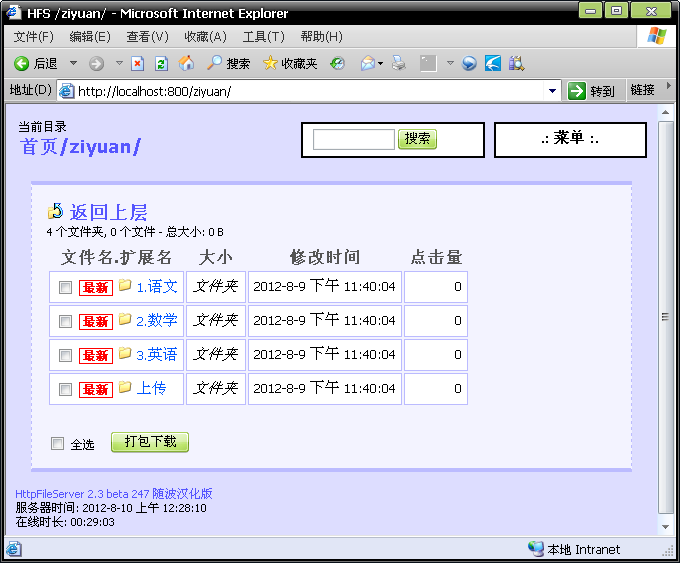 HFS /ziyuan/ - Microsoft Internet Explorer
文件(F) 编辑(E) 查看(V) 收藏(A) 工具(T) 帮助(H)
后退 搜索 收藏夹
地址(D) http://localhost:800/ziyuan/ 转到 链接
当前目录
首页/ziyuan/
搜索
.: 菜单 :.
返回上层
4 个文件夹, 0 个文件 - 总大小: 0 B
文件名.扩展名 大小 修改时间 点击量
最新 1.语文 文件夹 2012-8-9 下午 11:40:04 0
最新 2.数学 文件夹 2012-8-9 下午 11:40:04 0
最新 3.英语 文件夹 2012-8-9 下午 11:40:04 0
最新 上传 文件夹 2012-8-9 下午 11:40:04 0
全选 打包下载
HttpFileServer 2.3 beta 247 随波汉化版
服务器时间: 2012-8-10 上午 12:28:10
在线时长: 00:29:03
本地 Intranet